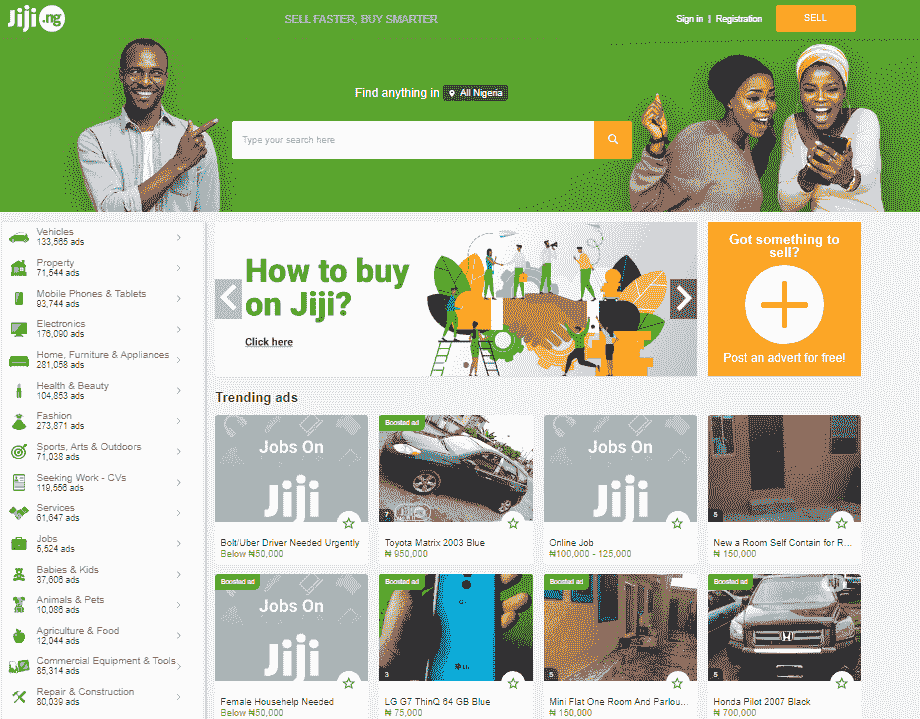 Jiji.ng
SELL FASTER, BUY SMARTER
Sign in | Registration
SELL
Find anything in
All Nigeria
Type your search here
Vehicles
133,565 ads
Property
71,544 ads
Mobile Phones & Tablets
93,744 ads
Electronics
176,090 ads
Home, Furniture & Appliances
281,058 ads
Health & Beauty
104,853 ads
Fashion
273,871 ads
Sports, Arts & Outdoors
71,038 ads
Seeking Work - CVs
119,556 ads
Services
61,647 ads
Jobs
5,524 ads
Babies & Kids
37,606 ads
Animals & Pets
10,086 ads
Agriculture & Food
12,044 ads
Commercial Equipment & Tools
85,314 ads
Repair & Construction
80,039 ads
How to buy
on Jiji?
Click here
Got something to
sell?
Post an advert for free!
Trending ads
Jobs On
Jiji
Bolt/Uber Driver Needed Urgently
Below ₦50,000
Boosted ad
7
Jiji
Toyota Matrix 2003 Blue
₦ 950,000
Jobs On
Jiji
Online Job
₦100,000 - 125,000
5
New a Room Self Contain for R...
₦ 150,000
Boosted ad
Jobs On
Jiji
Female Househelp Needed
Below ₦50,000
Boosted ad
3
LG G7 ThinQ 64 GB Blue
₦ 75,000
Boosted ad
5
Mini Flat One Room And Parlou...
₦ 150,000
Boosted ad
5
Honda Pilot 2007 Black
₦ 700,000